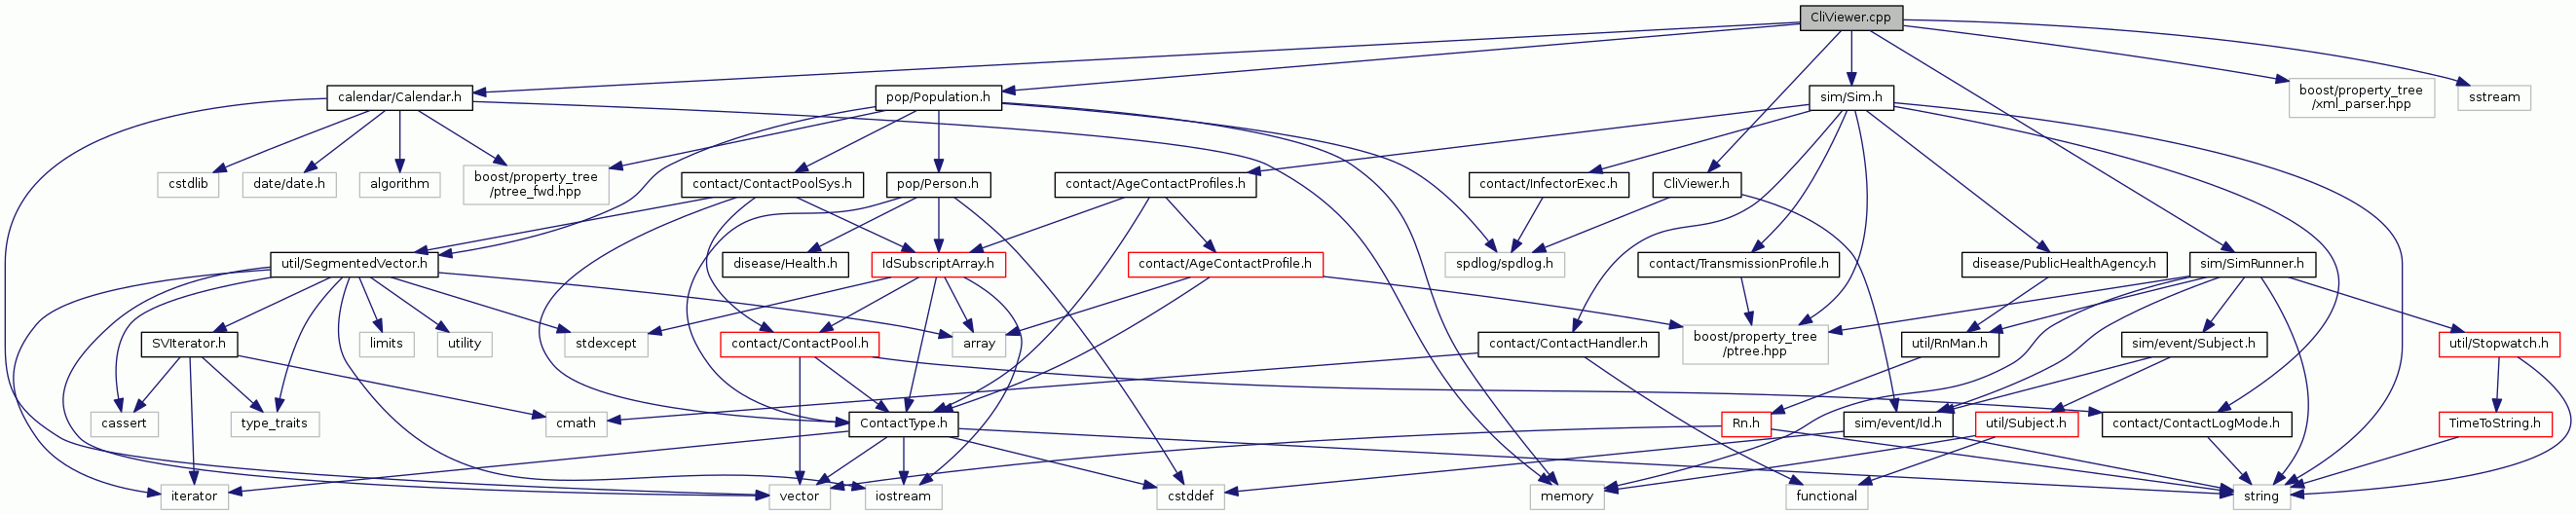 CliViewer.cpp
calendar/Calendar.h
pop/Population.h
sim/Sim.h
boost/property_tree
/xml_parser.hpp
sstream
cstdlib
date/date.h
algorithm
boost/property_tree
/ptree_fwd.hpp
contact/ContactPoolSys.h
pop/Person.h
contact/AgeContactProfiles.h
contact/InfectorExec.h
CliViewer.h
util/SegmentedVector.h
disease/Health.h
IdSubscriptArray.h
contact/AgeContactProfile.h
spdlog/spdlog.h
contact/TransmissionProfile.h
disease/PublicHealthAgency.h
sim/SimRunner.h
SVIterator.h
limits
utility
stdexcept
contact/ContactPool.h
array
boost/property_tree
/ptree.hpp
contact/ContactHandler.h
util/RnMan.h
sim/event/Subject.h
util/Stopwatch.h
cassert
type_traits
cmath
ContactType.h
Rn.h
sim/event/Id.h
util/Subject.h
contact/ContactLogMode.h
TimeToString.h
iterator
vector
iostream
cstddef
memory
functional
string